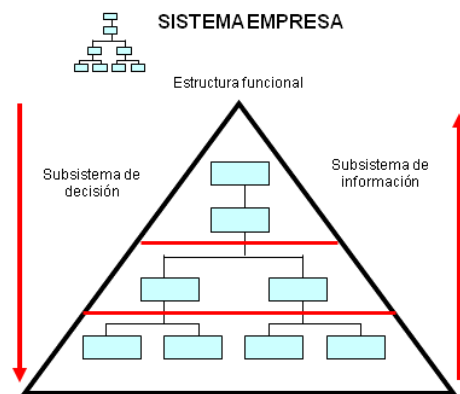 SISTEMA EMPRESA
Estructura funcional
Subsistema de
decisión
Subsistema de
información